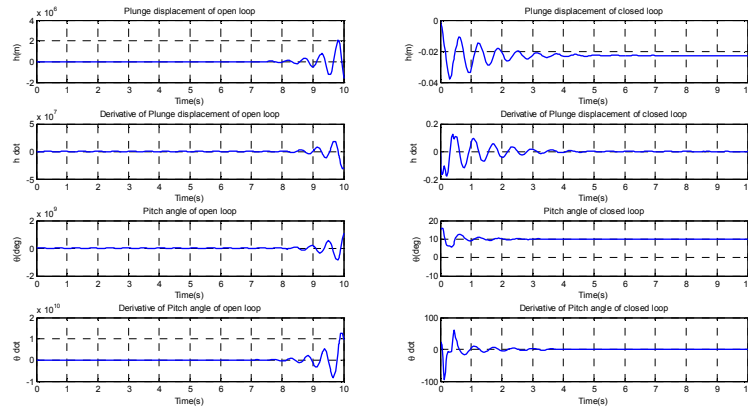 x 10⁶
Plunge displacement of open loop
4
2
0
-2
h(m)
0 1 2 3 4 5 6 7 8 9 10
Time(s)
x 10⁷
Derivative of Plunge displacement of open loop
5
0
-5
h dot
0 1 2 3 4 5 6 7 8 9 10
Time(s)
x 10⁹
Pitch angle of open loop
2
0
-2
θ(deg)
0 1 2 3 4 5 6 7 8 9 10
Time(s)
x 10¹⁰
Derivative of Pitch angle of open loop
2
1
0
-1
θ dot
0 1 2 3 4 5 6 7 8 9 10
Time(s)
Plunge displacement of closed loop
0
-0.02
-0.04
h(m)
0 1 2 3 4 5 6 7 8 9 10
Time(s)
Derivative of Plunge displacement of closed loop
0.2
0
-0.2
h dot
0 1 2 3 4 5 6 7 8 9 10
Time(s)
Pitch angle of closed loop
20
10
0
-10
θ(deg)
0 1 2 3 4 5 6 7 8 9 10
Time(s)
Derivative of Pitch angle of closed loop
100
0
-100
θ dot
0 1 2 3 4 5 6 7 8 9 10
Time(s)